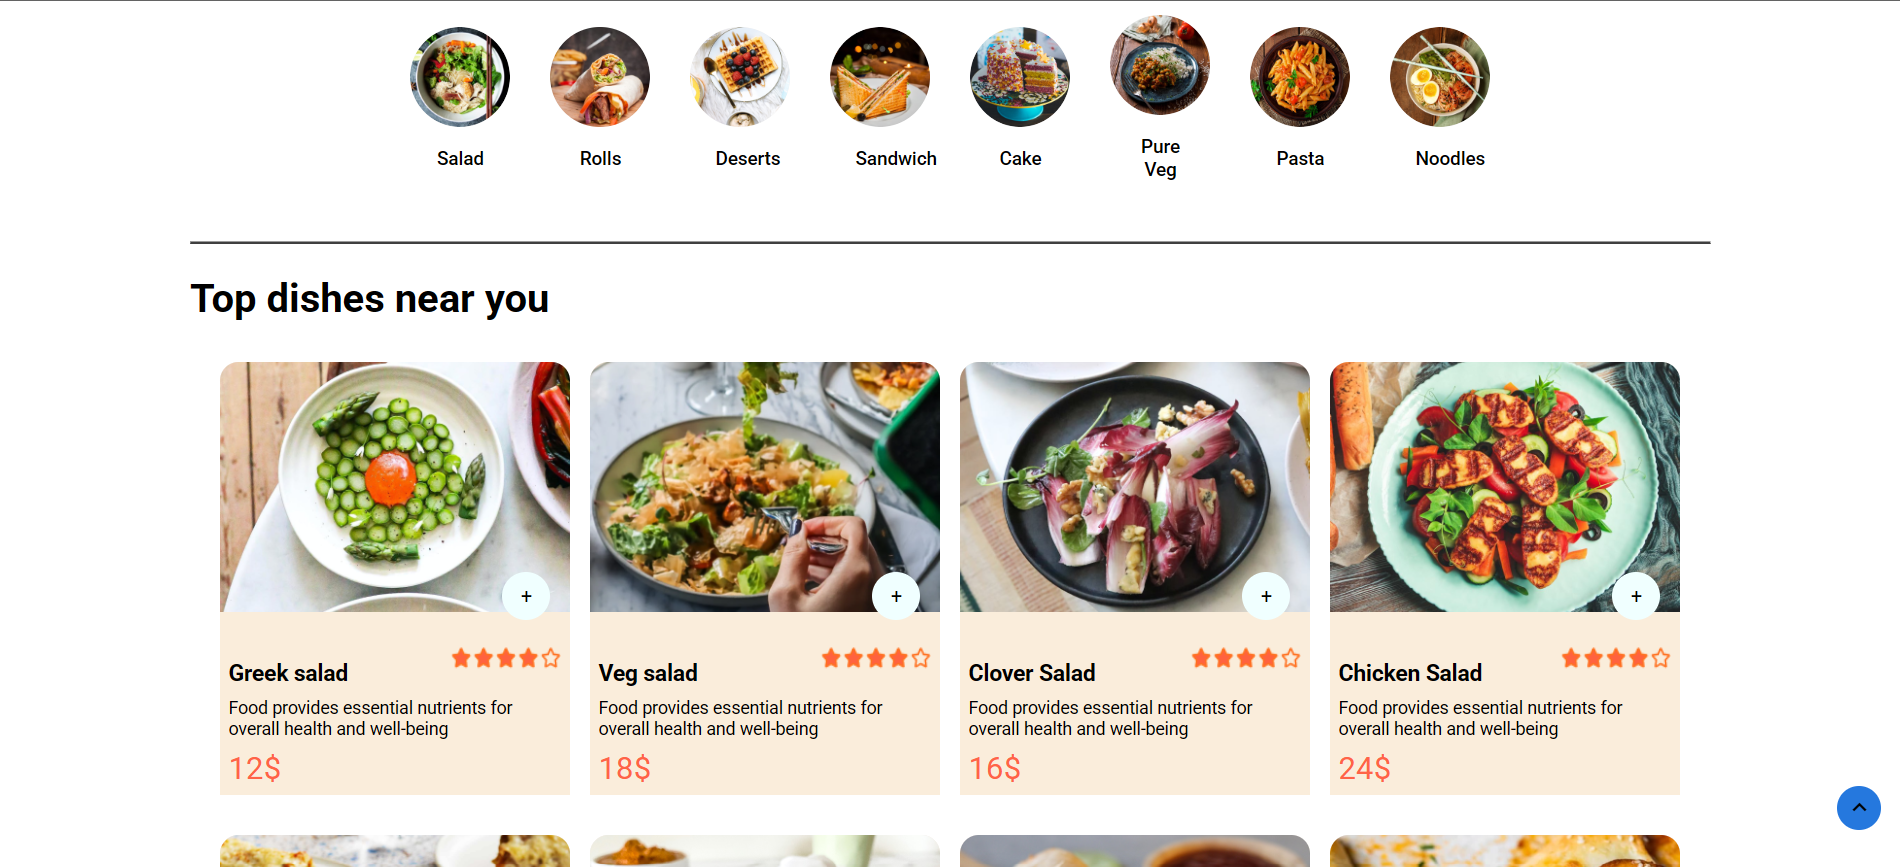 Salad
Rolls
Deserts
Sandwich
Cake
Pure
Veg
Pasta
Noodles
Top dishes near you
+
+
+
+
Greek salad
Food provides essential nutrients for
overall health and well-being
12$
Veg salad
Food provides essential nutrients for
overall health and well-being
18$
Clover Salad
Food provides essential nutrients for
overall health and well-being
16$
Chicken Salad
Food provides essential nutrients for
overall health and well-being
24$